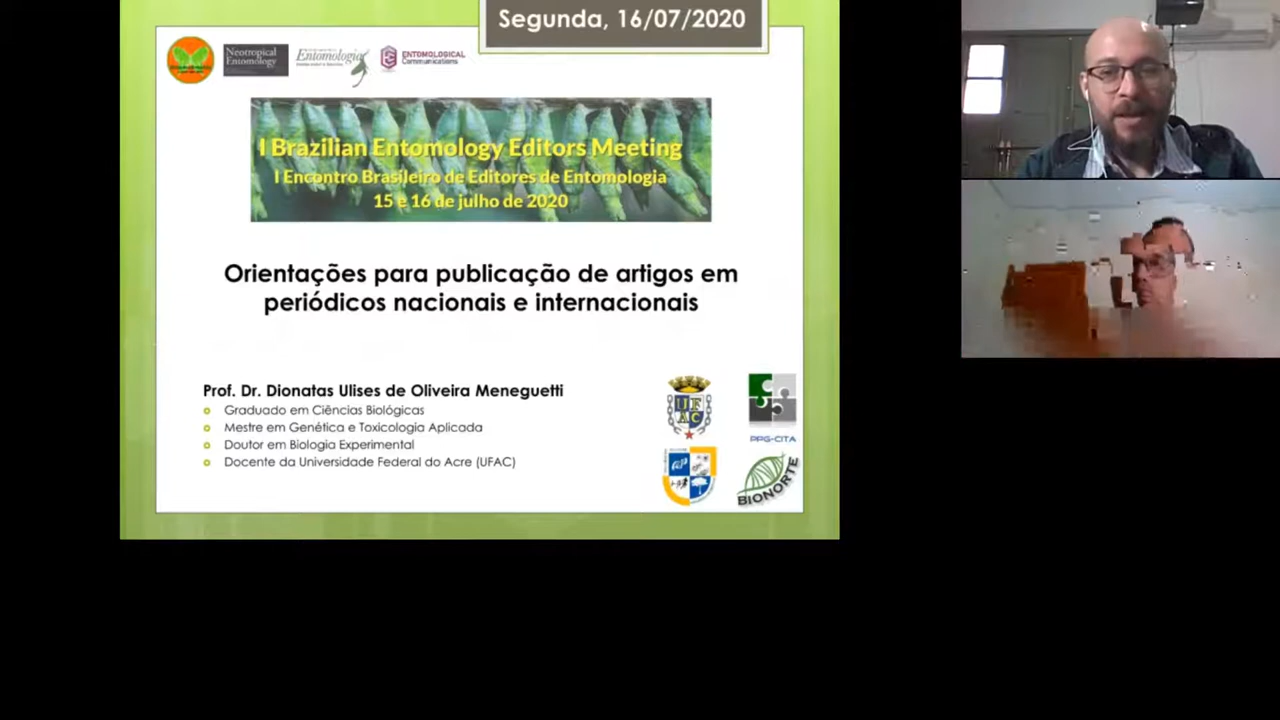 Segunda, 16/07/2020
Neotropical
Entomology
Entomologia
ENTOMOLOGICAL
Communications
I Brazilian Entomology Editors Meeting
I Encontro Brasileiro de Editores de Entomologia
15 e 16 de julho de 2020
Orientações para publicação de artigos em
periódicos nacionais e internacionais
Prof. Dr. Dionatas Ulises de Oliveira Meneguetti
Graduado em Ciências Biológicas
Mestre em Genética e Toxicologia Aplicada
Doutor em Biologia Experimental
Docente da Universidade Federal do Acre (UFAC)
UF
AC
PPG-CITA
BIONORTE